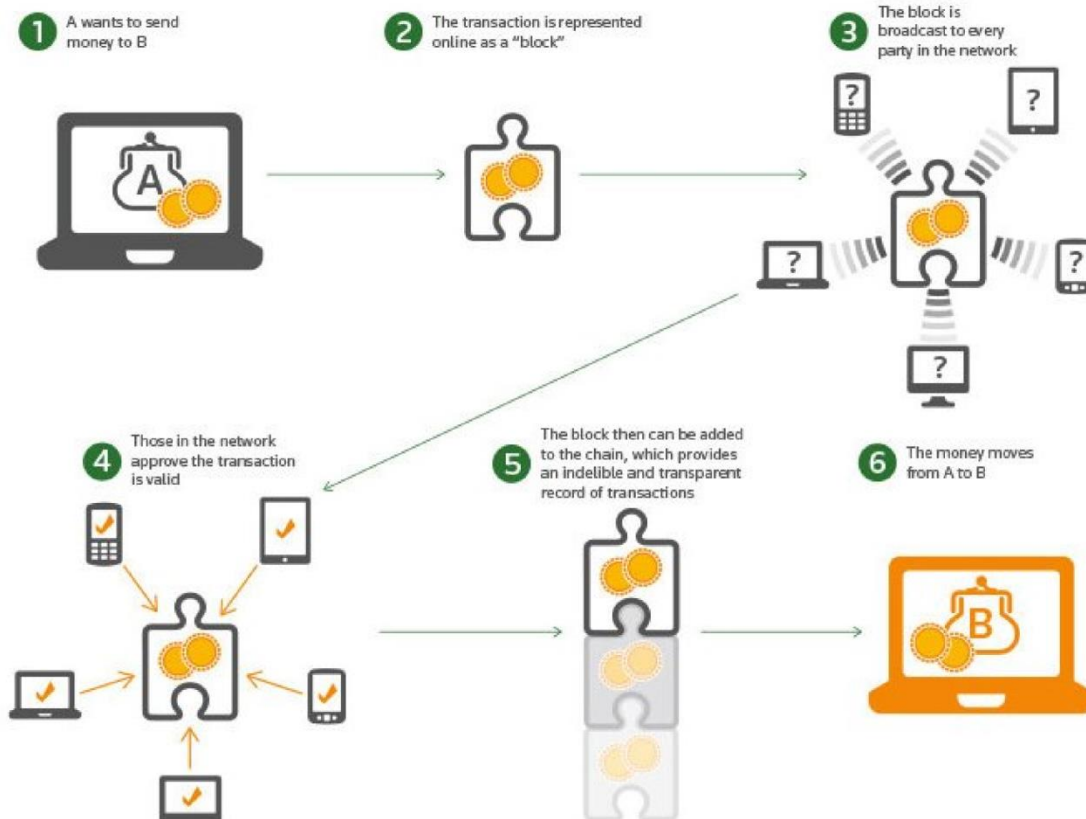 1
A wants to send
money to B
A
2
The transaction is represented
online as a “block”
3
The block is
broadcast to every
party in the network
?
?
?
?
?
4
Those in the network
approve the transaction
is valid
5
The block then can be added
to the chain, which provides
an indelible and transparent
record of transactions
6
The money moves
from A to B
B